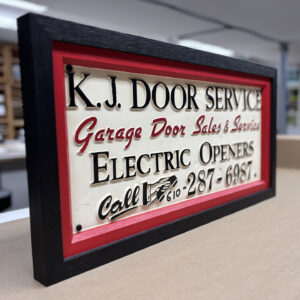 K.J. DOOR SERVICE
Garage Door Sales & Service
ELECTRIC OPENERS
Call 610-287-6987.